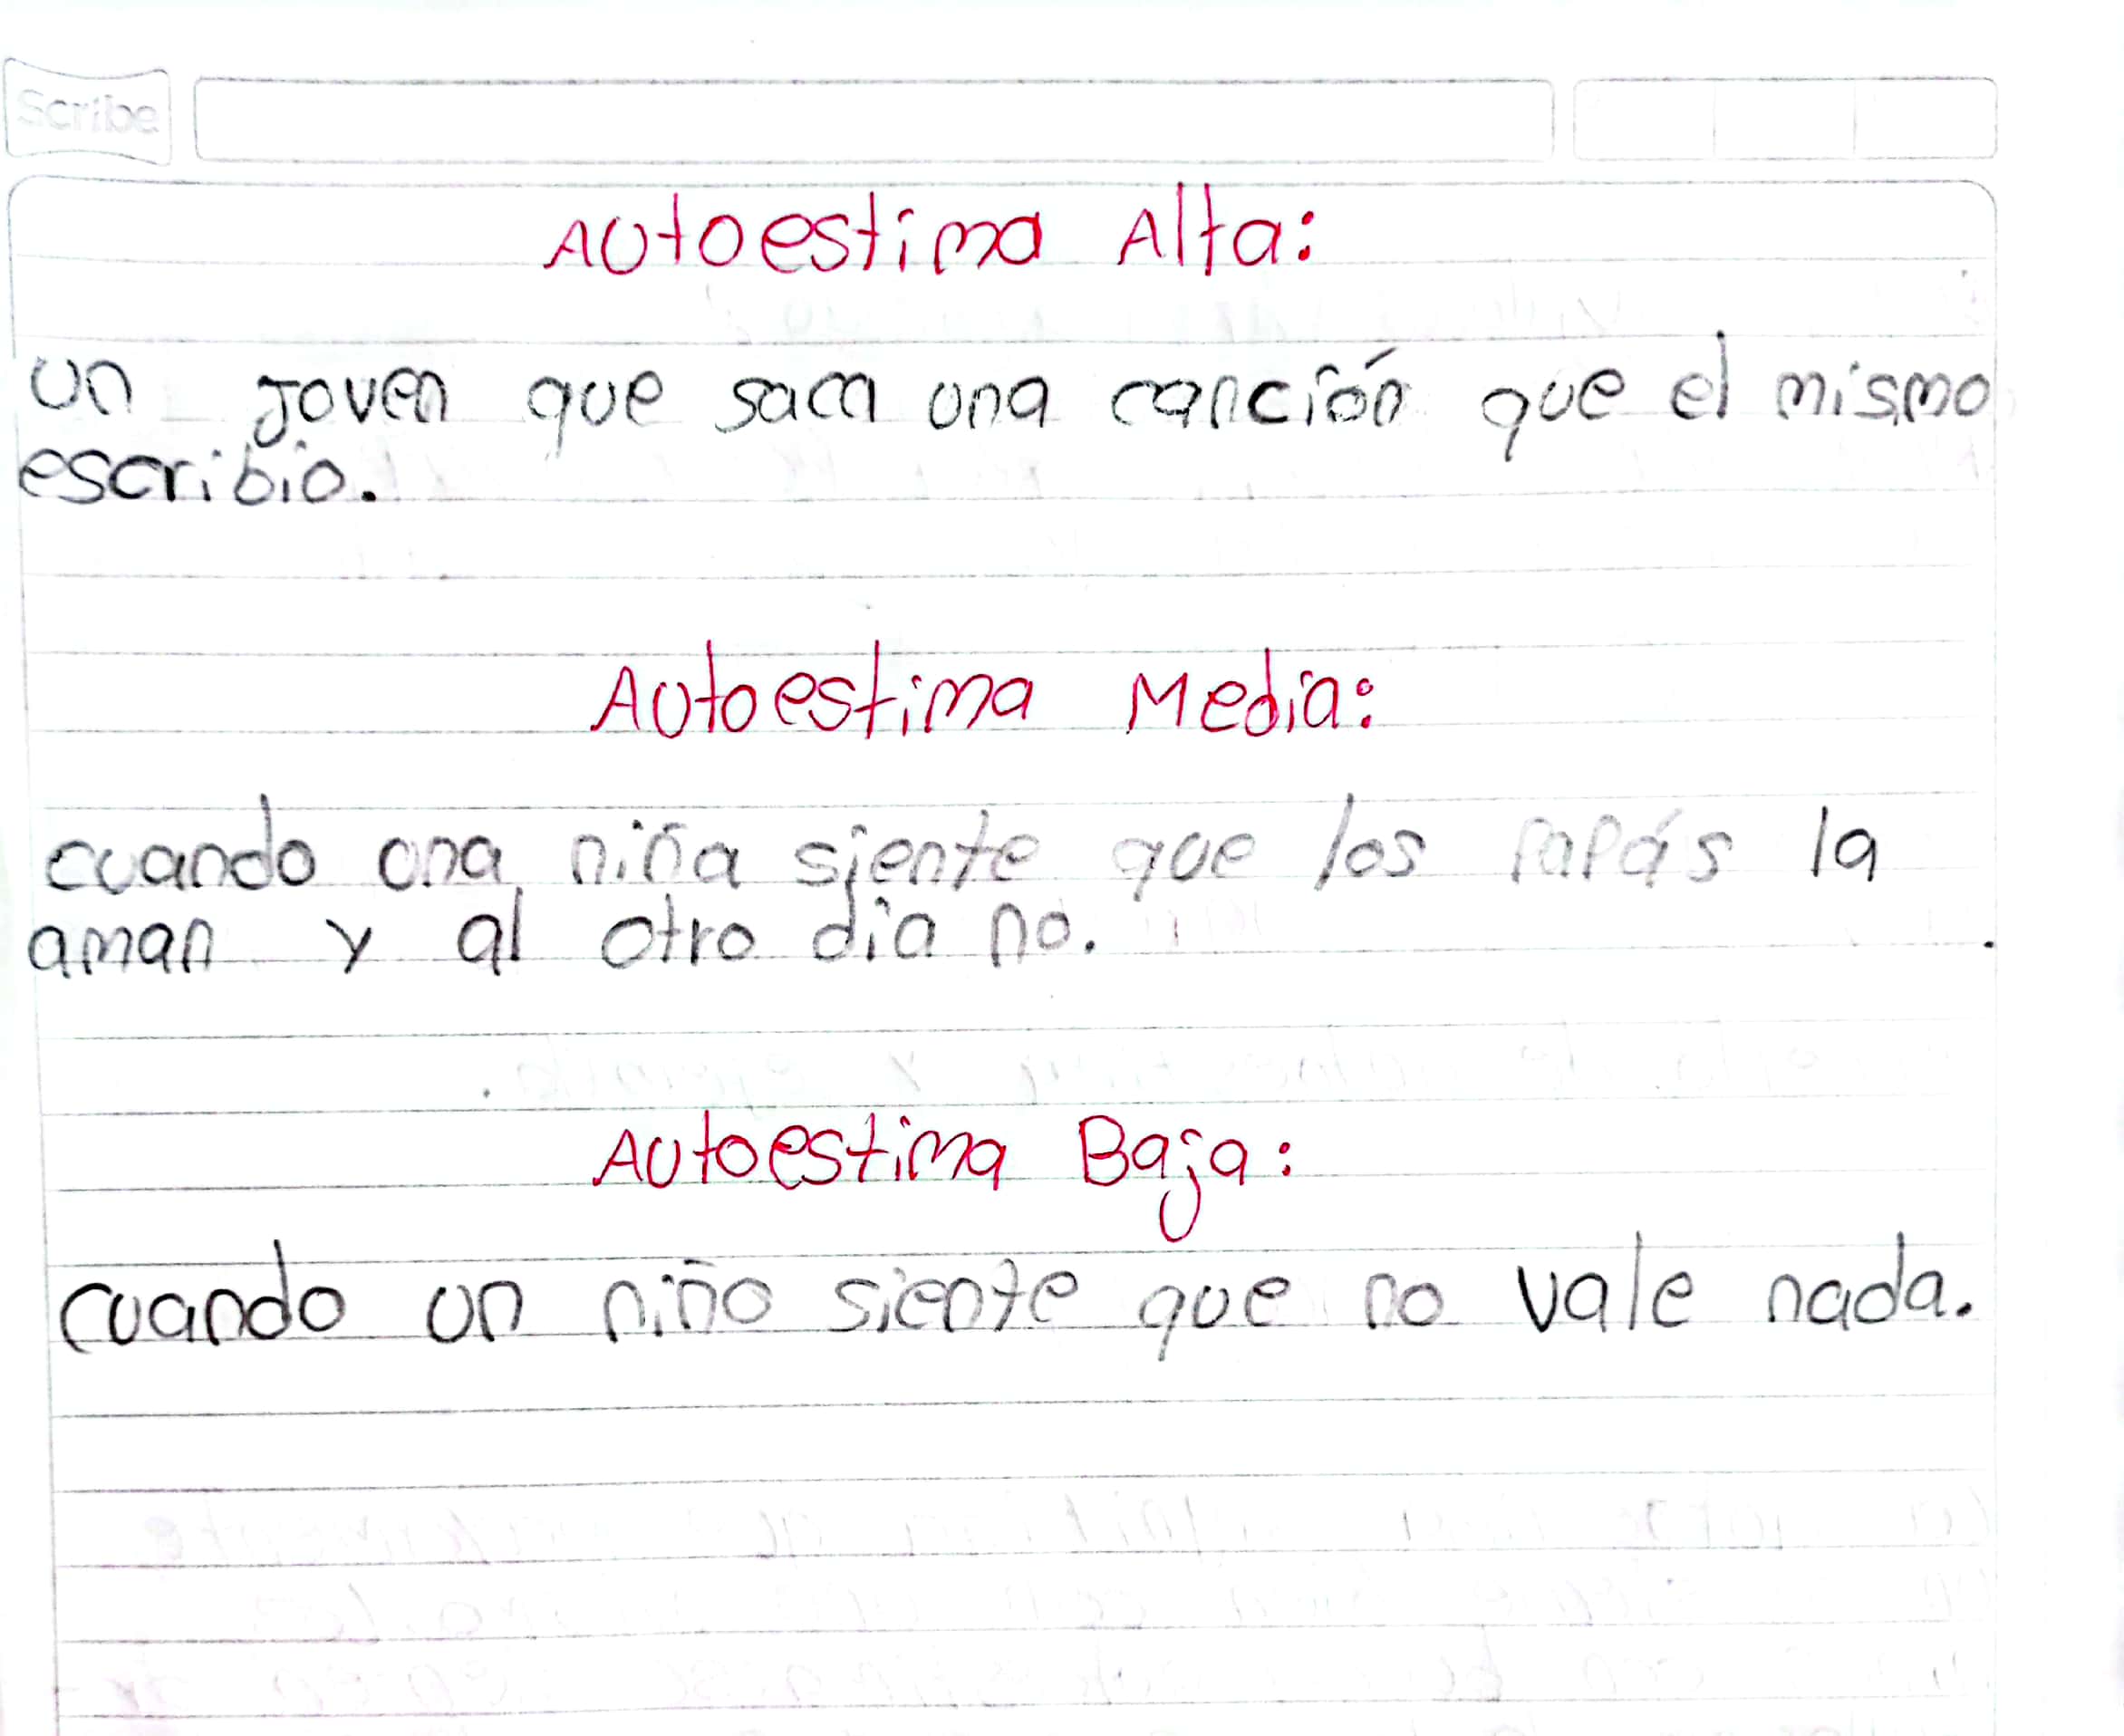 Scribe
Autoestima Alta:
un joven que saca una canción que el mismo
escribio.
Autoestima Media:
cuando una niña siente que los papás la
aman y al otro dia no.
Autoestima Baja:
cuando un niño siente que no vale nada.